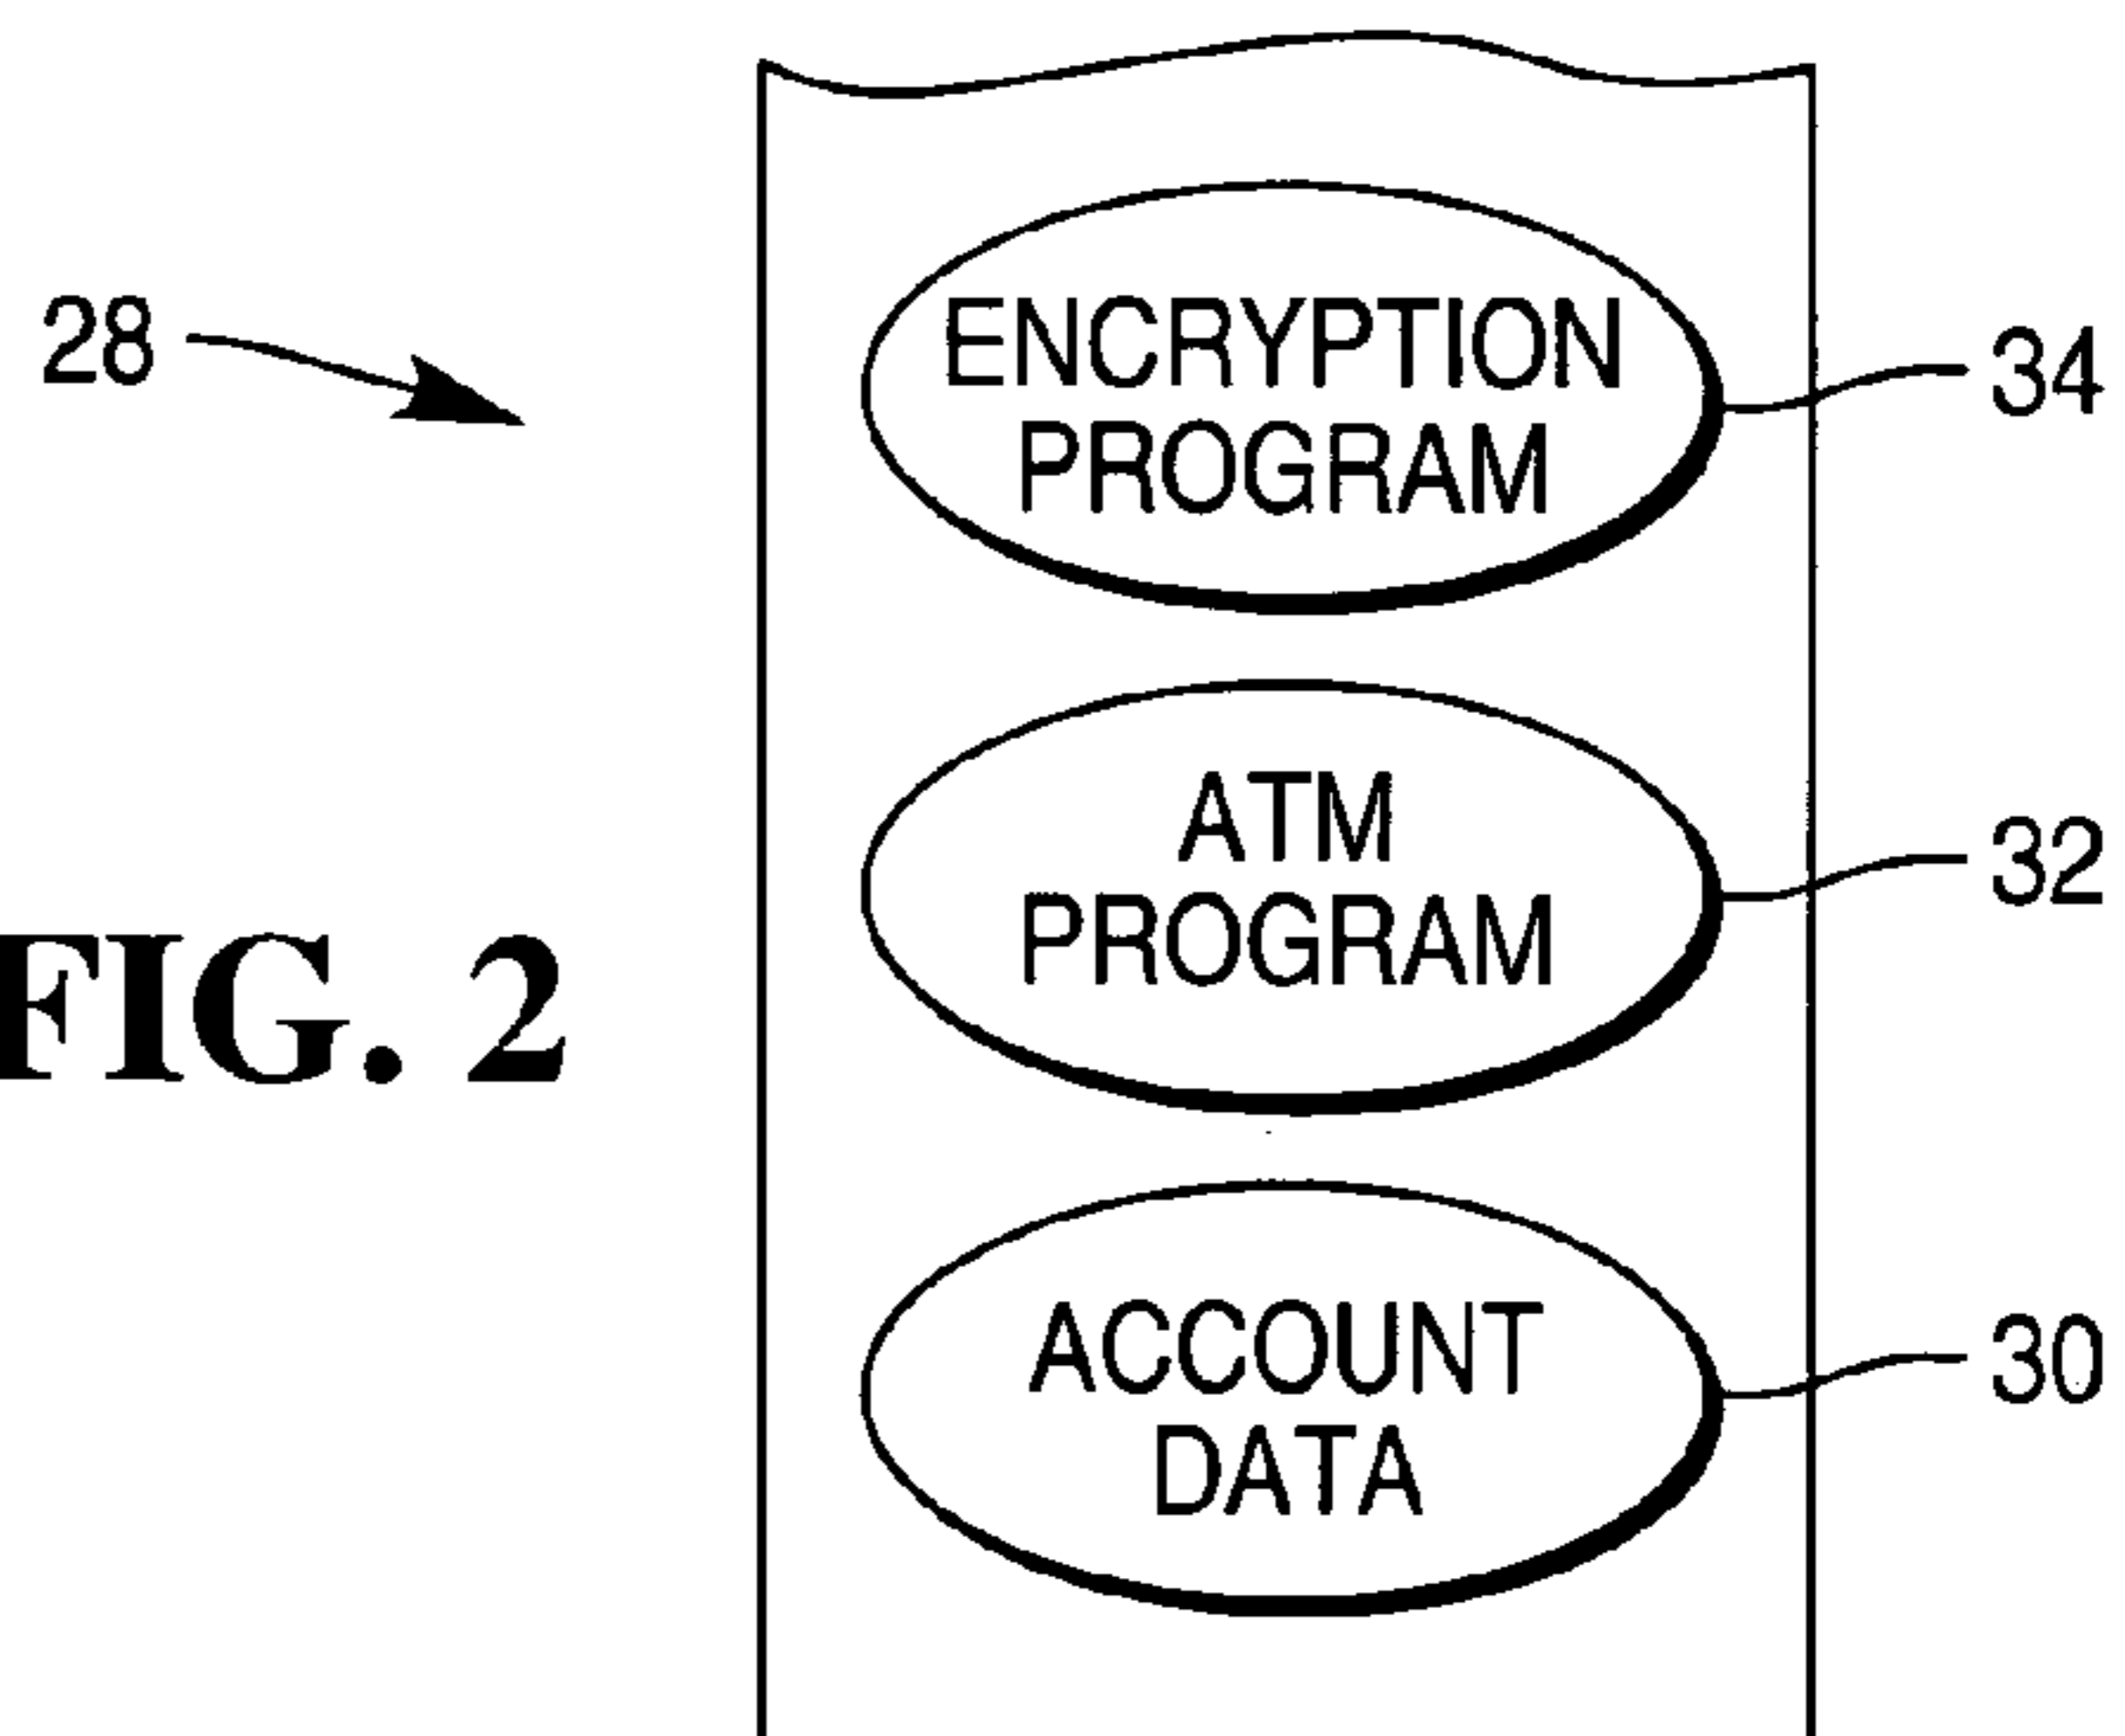 28
ENCRYPTION
PROGRAM
34
ATM
PROGRAM
32
FIG. 2
ACCOUNT
DATA
30